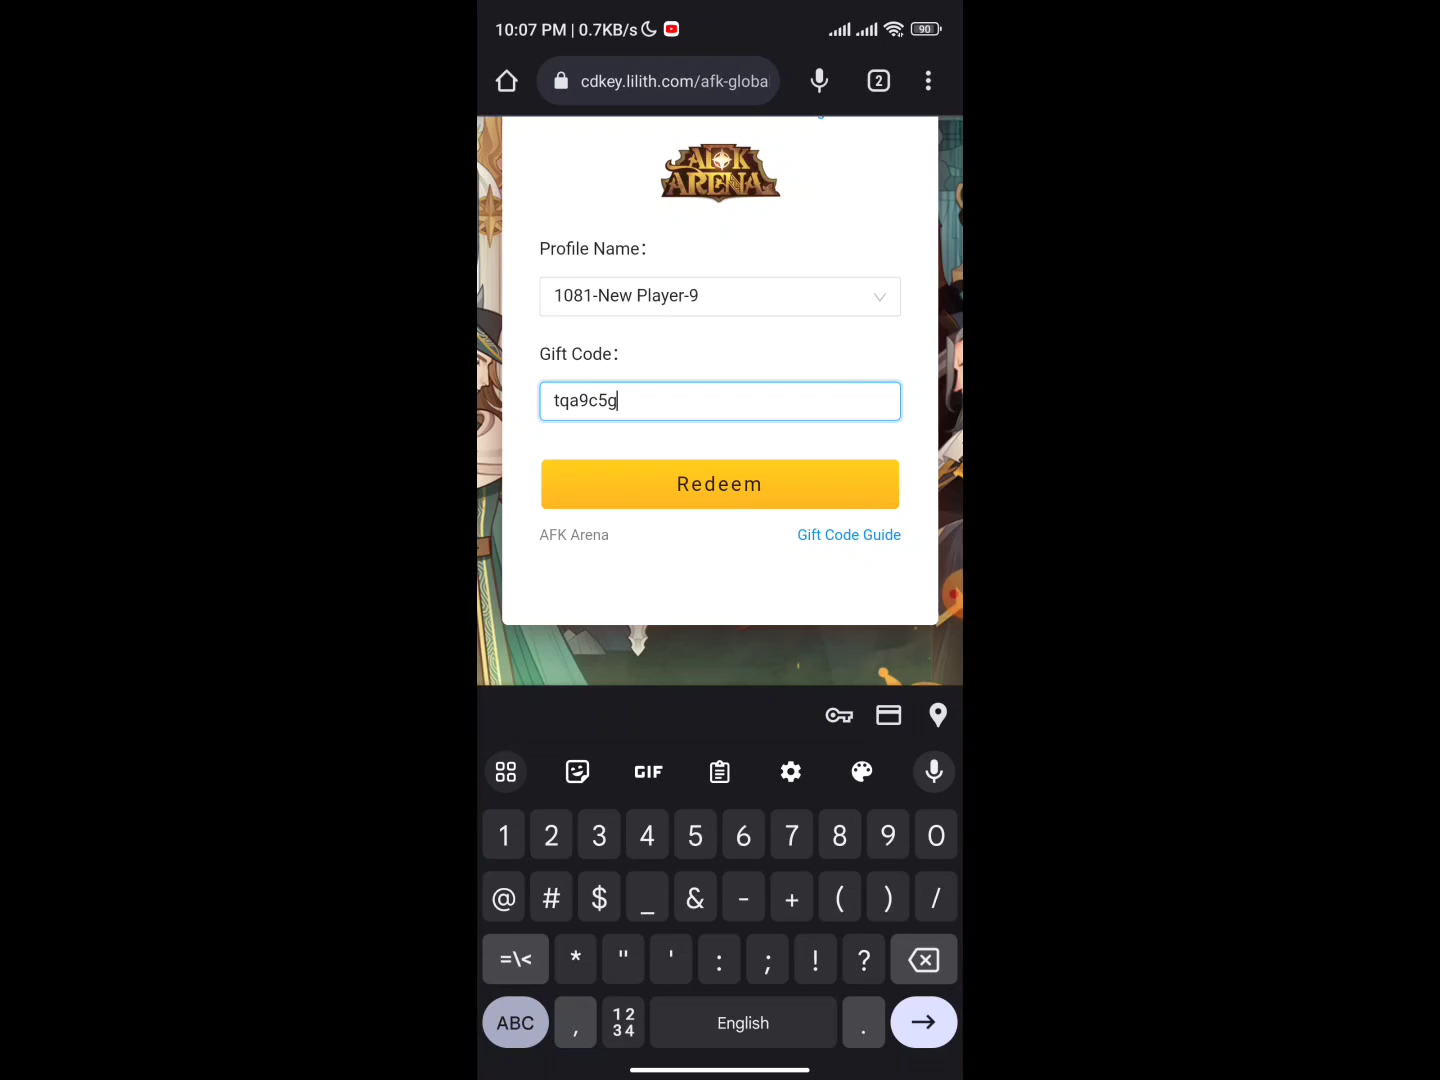 10:07 PM | 0.7KB/s 90
cdkey.lilith.com/afk-globa 2
AFK
ARENA
Profile Name:
1081-New Player-9
Gift Code:
tqa9c5g
Redeem
AFK Arena Gift Code Guide
GIF
1 2 3 4 5 6 7 8 9 0
@ # $ _ & - + ( ) /
=\< * " ' : ; ! ?
ABC , 12 34 English .